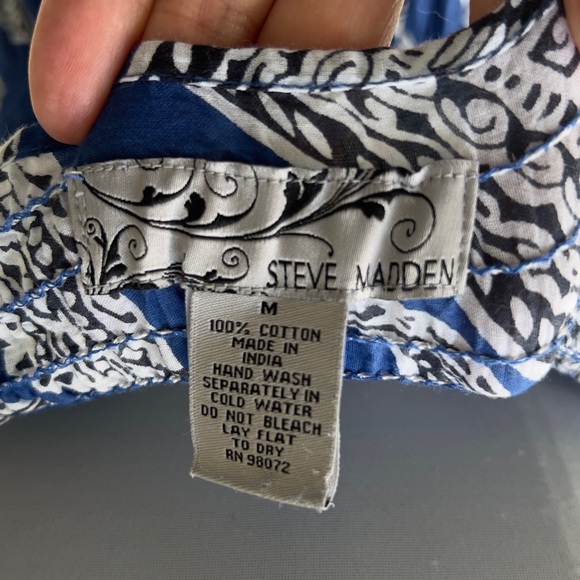 STEVE MADDEN
M
100% COTTON
MADE IN
INDIA
HAND WASH
SEPARATELY IN
COLD WATER
DO NOT BLEACH
LAY FLAT
TO DRY
RN 98072